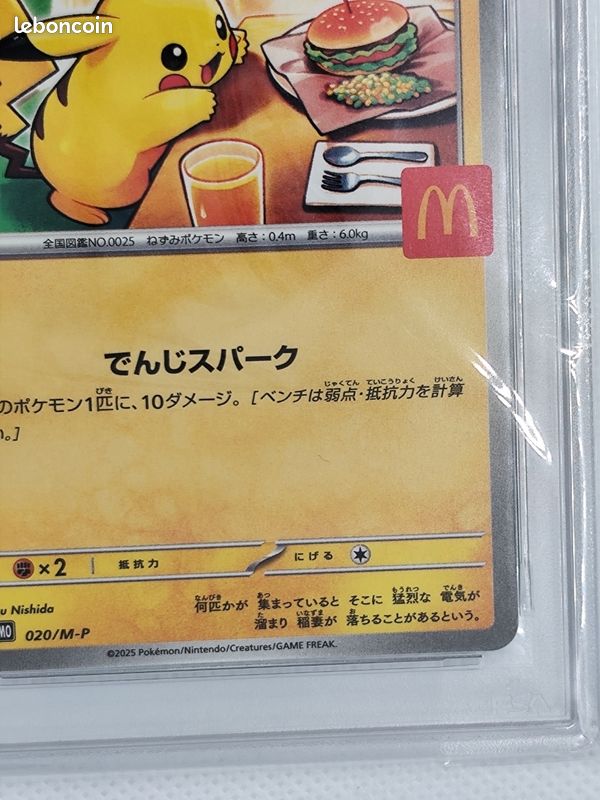 leboncoin
M
全国図鑑NO.0025 ねずみポケモン 高さ：0.4m 重さ：6.0kg
でんじスパーク
のポケモン1匹に、10ダメージ。［ベンチは弱点・抵抗力を計算
い。］
×2 抵抗力 にげる
u Nishida
何匹かが 集まっていると そこに 猛烈な 電気が
溜まり 稲妻が 落ちることがあるという。
MO 020/M-P
©2025 Pokémon/Nintendo/Creatures/GAME FREAK.